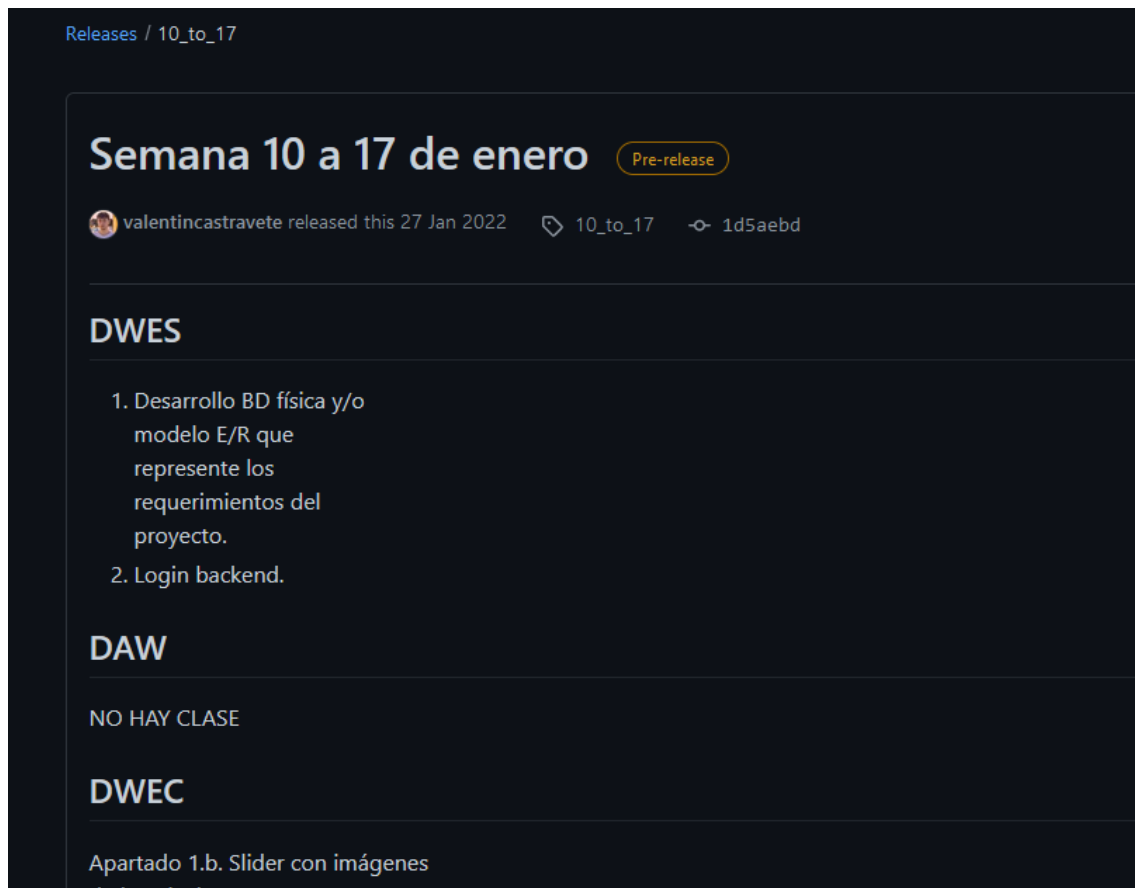 Releases / 10_to_17
Semana 10 a 17 de enero Pre-release
valentincastravete released this 27 Jan 2022 10_to_17 1d5aebd
DWES
1. Desarrollo BD física y/o
modelo E/R que
represente los
requerimientos del
proyecto.
2. Login backend.
DAW
NO HAY CLASE
DWEC
Apartado 1.b. Slider con imágenes